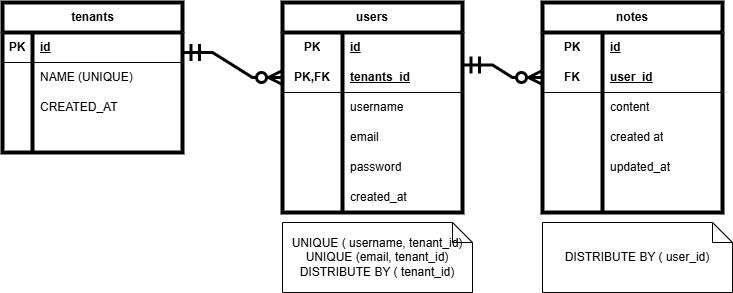 tenants
PK id
NAME (UNIQUE)
CREATED_AT
users
PK id
PK,FK tenants_id
username
email
password
created_at
UNIQUE ( username, tenant_id)
UNIQUE (email, tenant_id)
DISTRIBUTE BY ( tenant_id)
notes
PK id
FK user_id
content
created at
updated_at
DISTRIBUTE BY ( user_id)